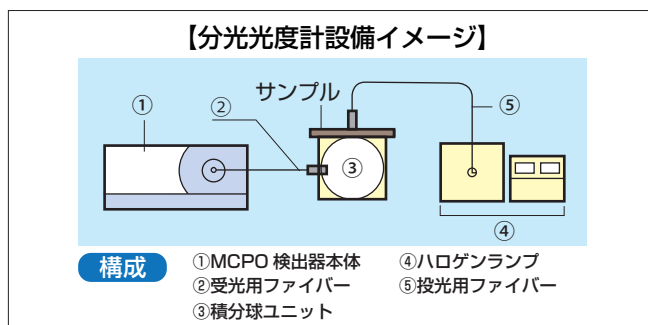 【分光光度計設備イメージ】
① ② サンプル ⑤
③
④
構成
①MCPO 検出器本体 ④ハロゲンランプ
②受光用ファイバー ⑤投光用ファイバー
③積分球ユニット